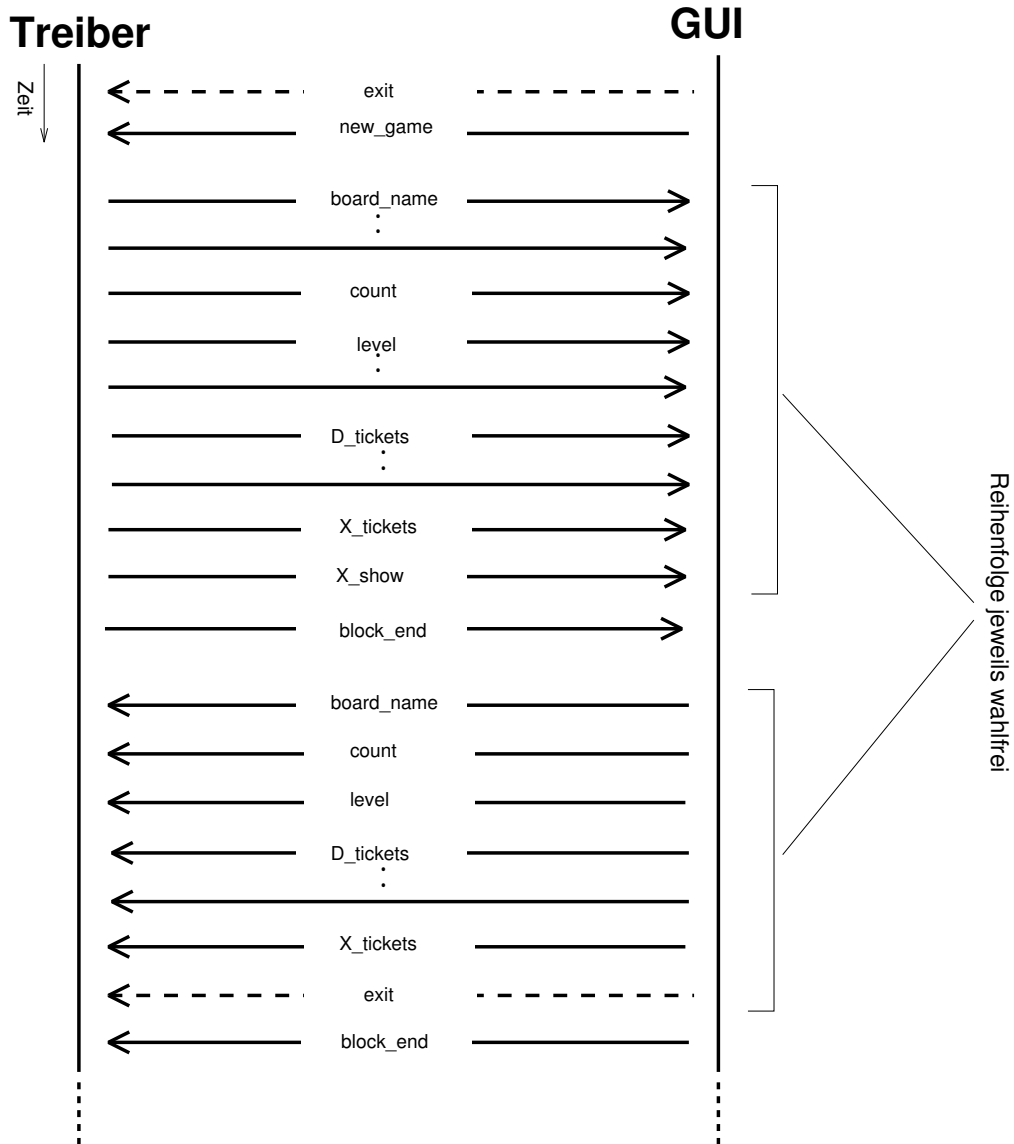 Treiber
GUI
Zeit
exit
new_game
board_name
count
level
D_tickets
X_tickets
X_show
block_end
board_name
count
level
D_tickets
X_tickets
exit
block_end
Reihenfolge jeweils wahlfrei